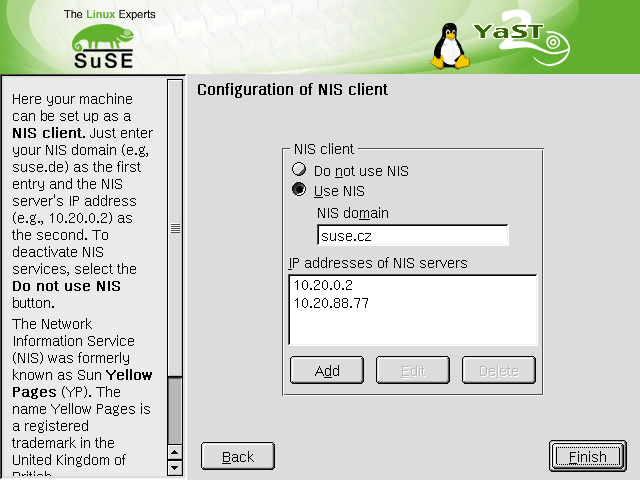 The Linux Experts
SuSE
YaST
2
Configuration of NIS client
Here your machine
can be set up as a
NIS client. Just enter
your NIS domain (e.g,
suse.de) as the first
entry and the NIS
server's IP address
(e.g., 10.20.0.2) as
the second. To
deactivate NIS
services, select the
Do not use NIS
button.
The Network
Information Service
(NIS) was formerly
known as Sun Yellow
Pages (YP). The
name Yellow Pages is
a registered
trademark in the
United Kingdom of
NIS client
Do not use NIS
Use NIS
NIS domain
suse.cz
IP addresses of NIS servers
10.20.0.2
10.20.88.77
Add Edit Delete
Back Finish